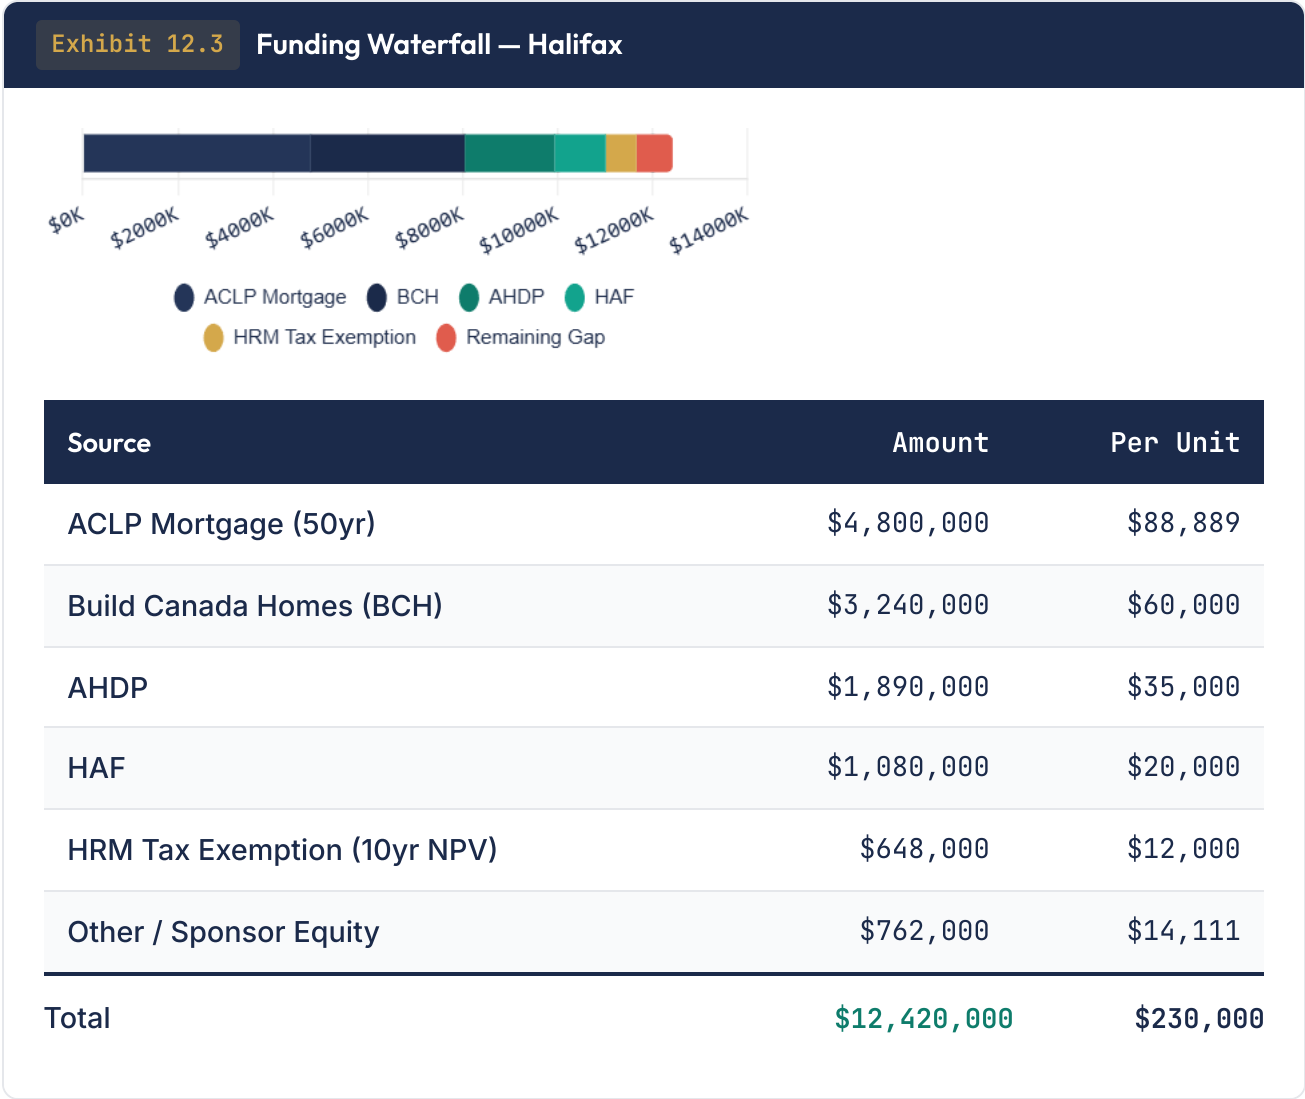 Exhibit 12.3 Funding Waterfall — Halifax
$0K $2000K $4000K $6000K $8000K $10000K $12000K $14000K
ACLP Mortgage BCH AHDP HAF
HRM Tax Exemption Remaining Gap
Source Amount Per Unit
ACLP Mortgage (50yr) $4,800,000 $88,889
Build Canada Homes (BCH) $3,240,000 $60,000
AHDP $1,890,000 $35,000
HAF $1,080,000 $20,000
HRM Tax Exemption (10yr NPV) $648,000 $12,000
Other / Sponsor Equity $762,000 $14,111
Total $12,420,000 $230,000